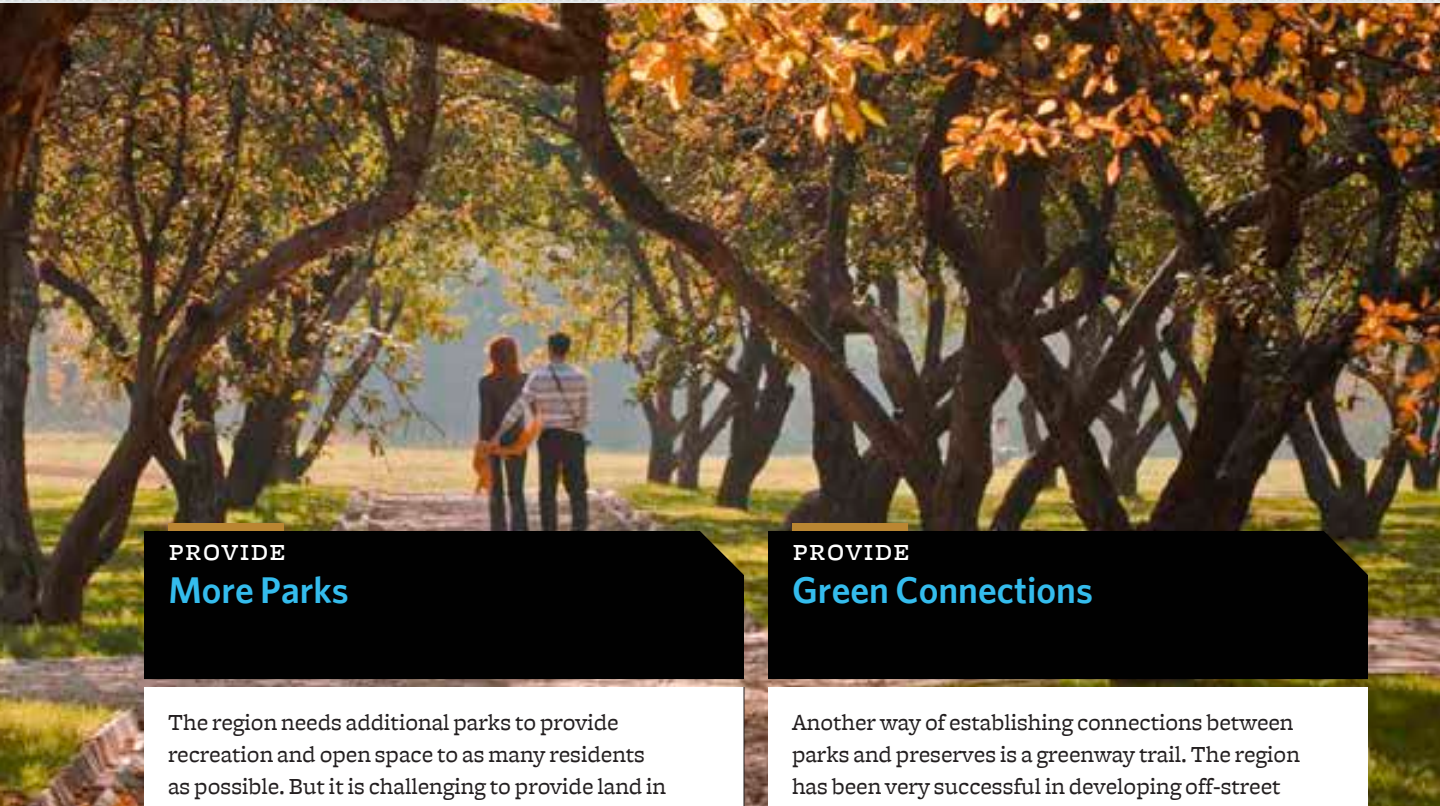 PROVIDE
More Parks
The region needs additional parks to provide
recreation and open space to as many residents
as possible. But it is challenging to provide land in
PROVIDE
Green Connections
Another way of establishing connections between
parks and preserves is a greenway trail. The region
has been very successful in developing off-street